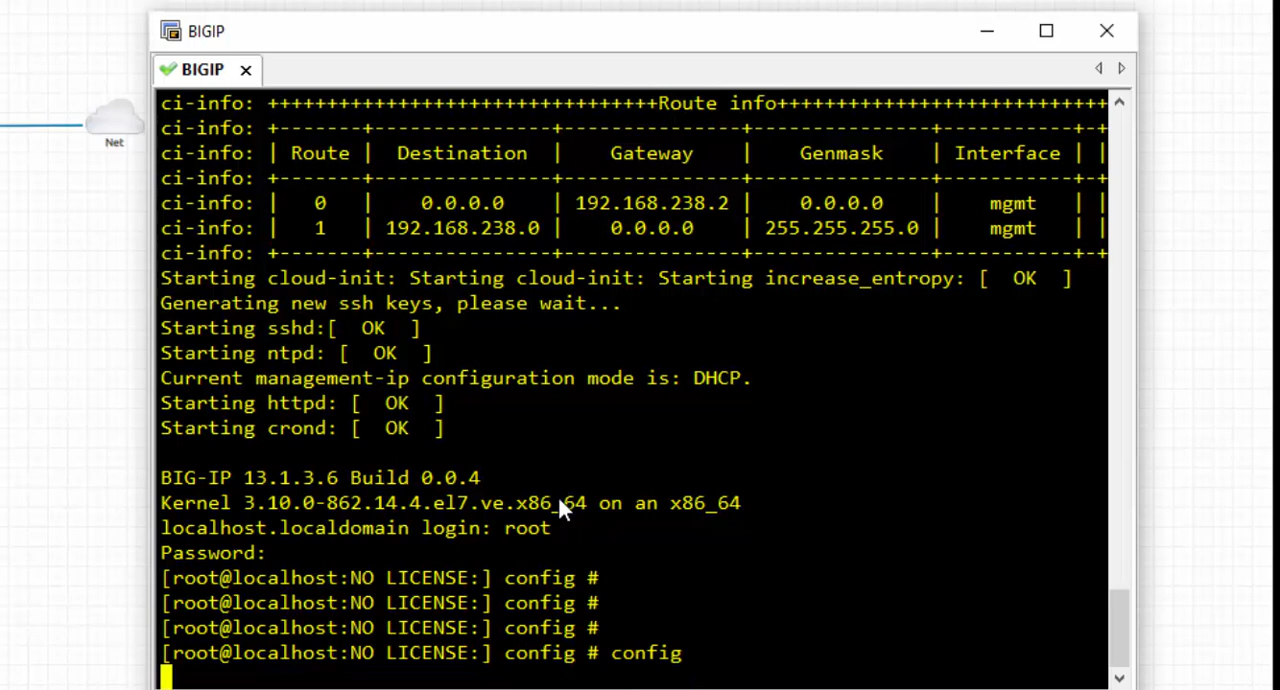 BIGIP
BIGIP
Net
ci-info: +++++++++++++++++++++++++++++++++Route info++++++++++++++++++++++++++++
ci-info: +-------+---------------+---------------+---------------+-----------+-+
ci-info: | Route |  Destination  |    Gateway    |    Genmask    | Interface | |
ci-info: +-------+---------------+---------------+---------------+-----------+-+
ci-info: |   0   |    0.0.0.0    | 192.168.238.2 |    0.0.0.0    |    mgmt   | |
ci-info: |   1   | 192.168.238.0 |    0.0.0.0    | 255.255.255.0 |    mgmt   | |
ci-info: +-------+---------------+---------------+---------------+-----------+-+
Starting cloud-init: Starting cloud-init: Starting increase_entropy: [  OK  ]
Generating new ssh keys, please wait...
Starting sshd:[  OK  ]
Starting ntpd: [  OK  ]
Current management-ip configuration mode is: DHCP.
Starting httpd: [  OK  ]
Starting crond: [  OK  ]
BIG-IP 13.1.3.6 Build 0.0.4
Kernel 3.10.0-862.14.4.el7.ve.x86_64 on an x86_64
localhost.localdomain login: root
Password:
[root@localhost:NO LICENSE:] config #
[root@localhost:NO LICENSE:] config #
[root@localhost:NO LICENSE:] config #
[root@localhost:NO LICENSE:] config # config